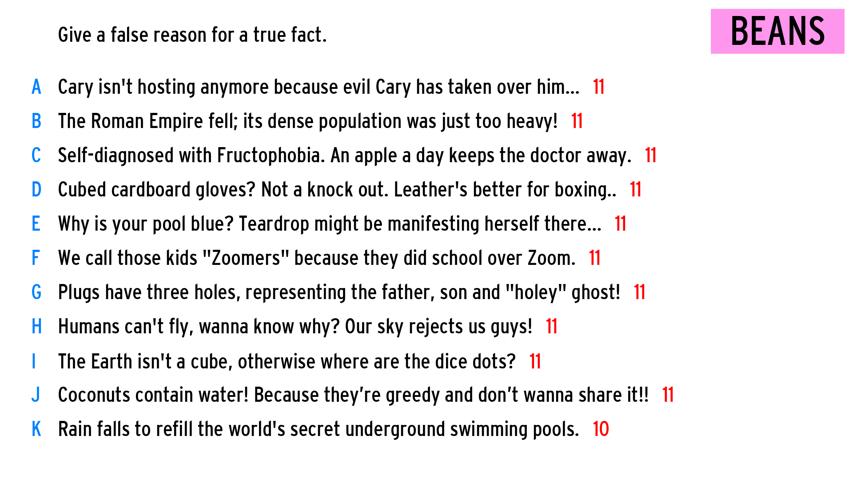 Give a false reason for a true fact.
BEANS
A Cary isn't hosting anymore because evil Cary has taken over him... 11
B The Roman Empire fell; its dense population was just too heavy! 11
C Self-diagnosed with Fructophobia. An apple a day keeps the doctor away. 11
D Cubed cardboard gloves? Not a knock out. Leather's better for boxing.. 11
E Why is your pool blue? Teardrop might be manifesting herself there... 11
F We call those kids "Zoomers" because they did school over Zoom. 11
G Plugs have three holes, representing the father, son and "holey" ghost! 11
H Humans can't fly, wanna know why? Our sky rejects us guys! 11
I The Earth isn't a cube, otherwise where are the dice dots? 11
J Coconuts contain water! Because they’re greedy and don’t wanna share it!! 11
K Rain falls to refill the world's secret underground swimming pools. 10